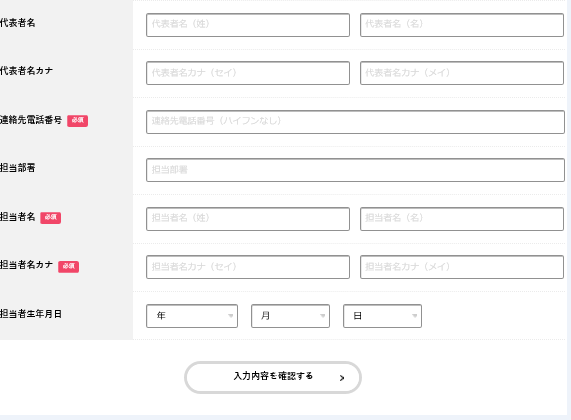 代表者名 代表者名（姓） 代表者名（名）
代表者名カナ 代表者名カナ（セイ） 代表者名カナ（メイ）
連絡先電話番号 必須 連絡先電話番号（ハイフンなし）
担当部署 担当部署
担当者名 必須 担当者名（姓） 担当者名（名）
担当者名カナ 必須 担当者名カナ（セイ） 担当者名カナ（メイ）
担当者生年月日 年 月 日
入力内容を確認する